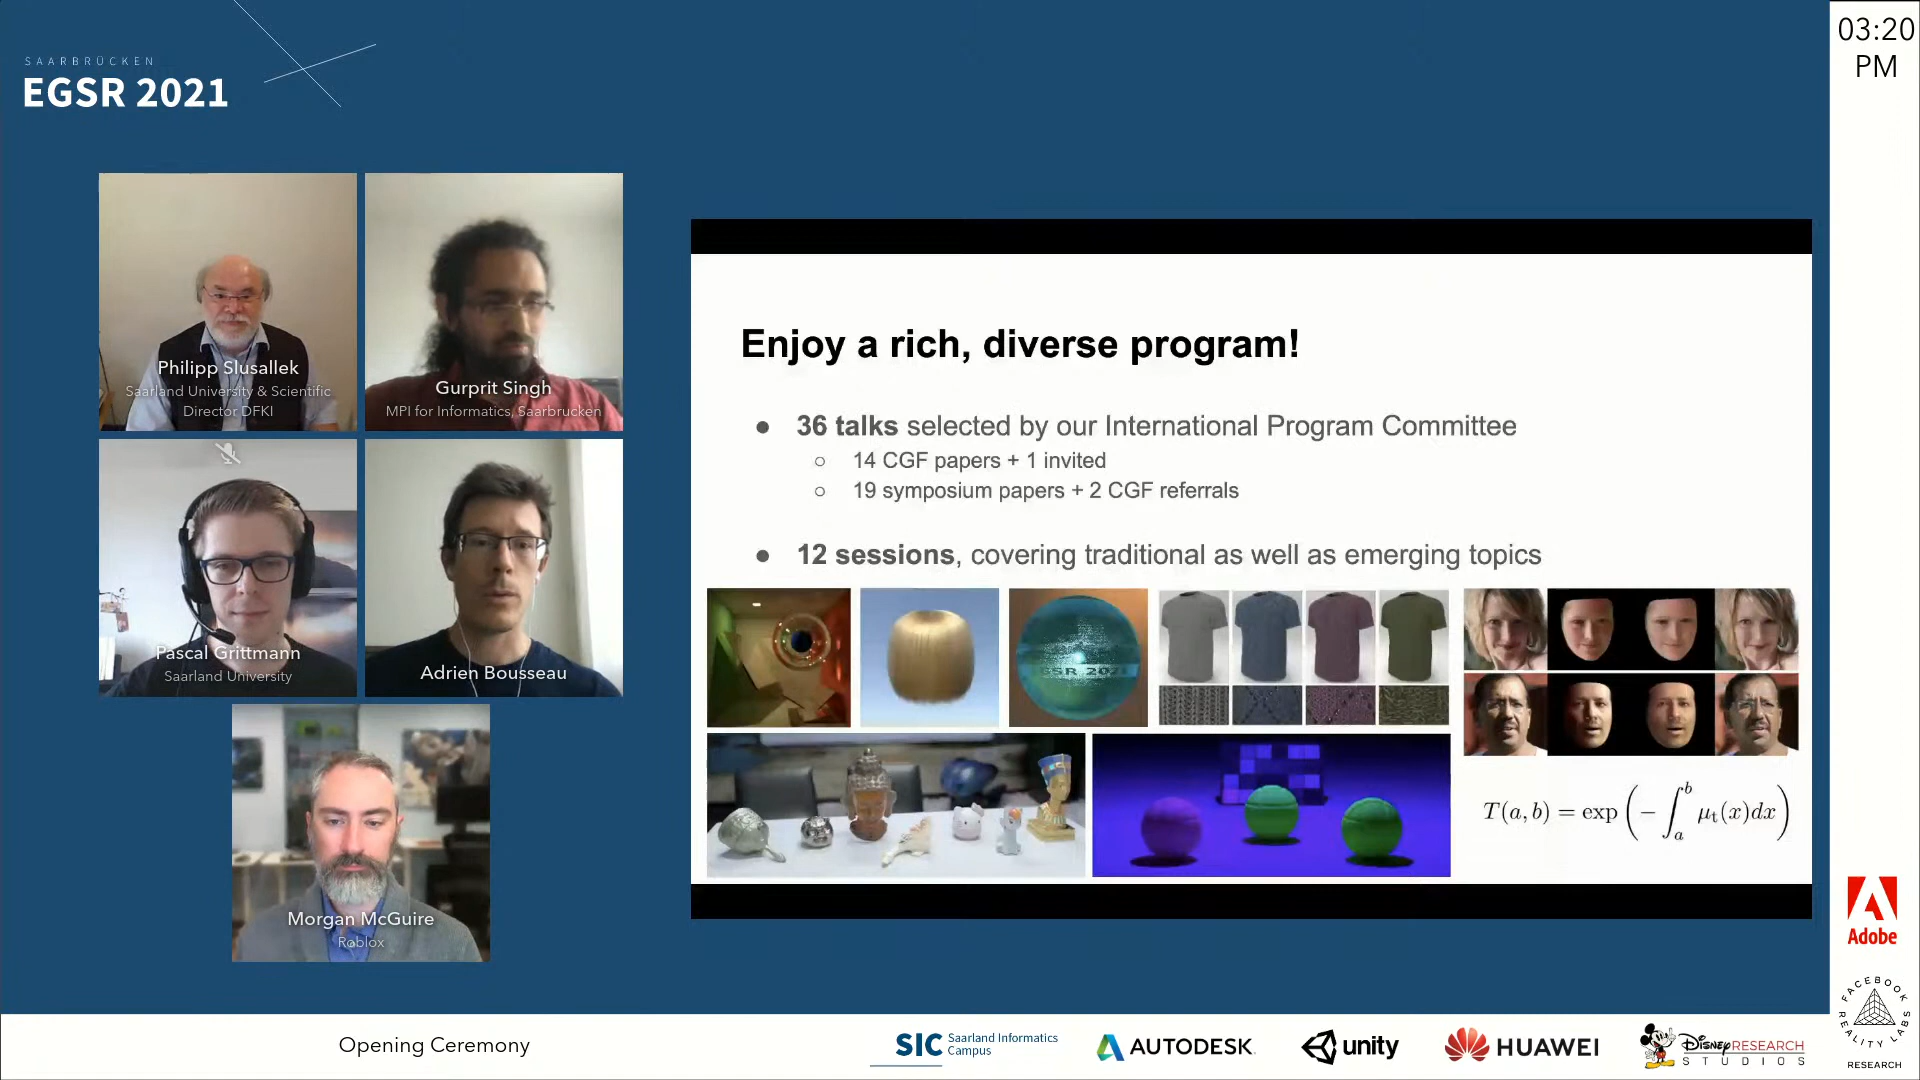 SAARBRÜCKEN
EGSR 2021
03:20
PM
Philipp Slusallek
Saarland University & Scientific
Director DFKI
Gurprit Singh
MPI for Informatics, Saarbrucken
Pascal Grittmann
Saarland University
Adrien Bousseau
Morgan McGuire
Roblox
Enjoy a rich, diverse program!
● 36 talks selected by our International Program Committee
○ 14 CGF papers + 1 invited
○ 19 symposium papers + 2 CGF referrals
● 12 sessions, covering traditional as well as emerging topics
T(a, b) = exp (− ∫_a^b μ_t(x)dx)
Adobe
FACEBOOK REALITY LABS
RESEARCH
Opening Ceremony
SIC Saarland Informatics
Campus
AUTODESK.
unity
HUAWEI
DISNEY RESEARCH
STUDIOS